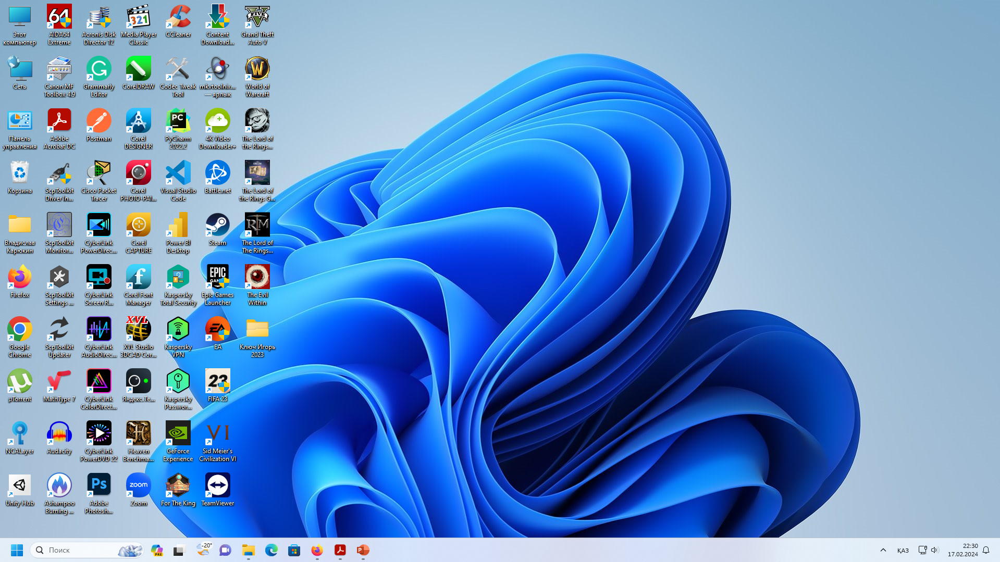 Этот
компьютер
AIDA64
Extreme
Acronis Disk
Director 12
Media Player
Classic
CCleaner
Content
Download...
Grand Theft
Auto V
Сеть
Canon MF
Toolbox 4.9
Grammarly
Editor
CorelDRAW
Codec Tweak
Tool
mkvtoolnix...
— ярлык
World of
Warcraft
Панель
управления
Adobe
Acrobat DC
Postman
Corel
DESIGNER
PyCharm
2022.2
4K Video
Downloader+
The Lord of
the Rings...
Корзина
ScpToolkit
Driver In...
Cisco Packet
Tracer
Corel
PHOTO-PAI...
Visual Studio
Code
Battle.net
The Lord of
the Rings G...
Владислав
Карюкин
ScpToolkit
Monitor...
CyberLink
PowerDirec...
Corel
CAPTURE
Power BI
Desktop
Steam
The Lord of
The Rings...
Firefox
ScpToolkit
Settings ...
CyberLink
Screen R...
Corel Font
Manager
Kaspersky
Total Security
Epic Games
Launcher
The Evil
Within
Google
Chrome
ScpToolkit
Updater
CyberLink
AudioDirec...
XVL Studio
3DCAD Cor...
Kaspersky
VPN
EA
Ключ Игорь
2023
µTorrent
MathType 7
CyberLink
ColorDirect...
Яндекс.Те...
Kaspersky
Passwor...
FIFA 23
NCALayer
Audacity
CyberLink
PowerDVD 22
Heaven
Benchma...
GeForce
Experience
Sid Meier's
Civilization VI
Unity Hub
Ashampoo
Burning ...
Adobe
Photosh...
Zoom
For The King
TeamViewer
Поиск
PRE
-20°
ҚАЗ
22:30
17.02.2024